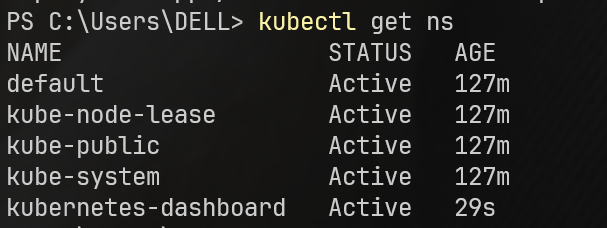 PS C:\Users\DELL> kubectl get ns
NAME STATUS AGE
default Active 127m
kube-node-lease Active 127m
kube-public Active 127m
kube-system Active 127m
kubernetes-dashboard Active 29s